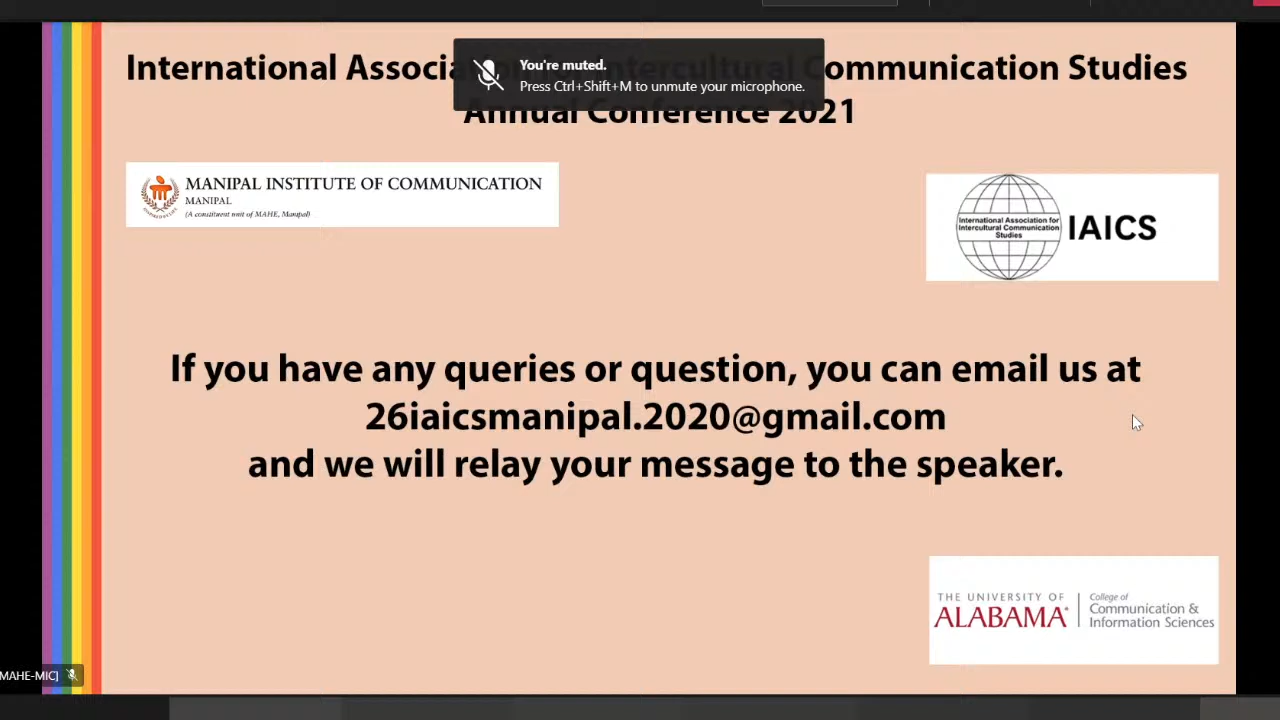 International Associa for Intercultural Communication Studies
You're muted.
Press Ctrl+Shift+M to unmute your microphone.
Annual Conference 2021
MANIPAL INSTITUTE OF COMMUNICATION
MANIPAL
(A constituent unit of MAHE, Manipal)
International Association for
Intercultural Communication
Studies
IAICS
If you have any queries or question, you can email us at
26iaicsmanipal.2020@gmail.com
and we will relay your message to the speaker.
THE UNIVERSITY OF
ALABAMA
College of
Communication &
Information Sciences
MAHE-MIC]